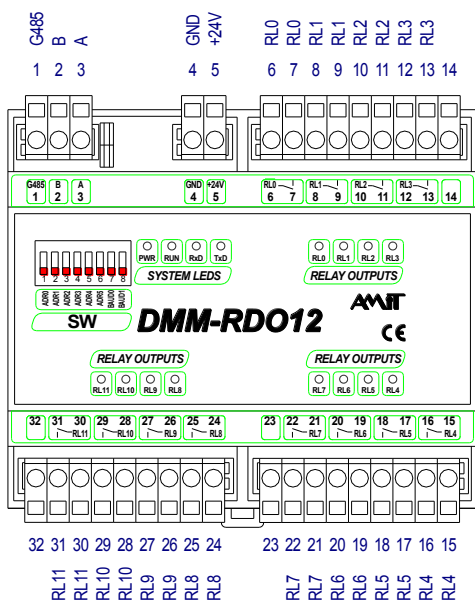 G485 B A GND +24V RL0 RL0 RL1 RL1 RL2 RL2 RL3 RL3
1 2 3 4 5 6 7 8 9 10 11 12 13 14
G485 B A GND +24V RL0 RL1 RL2 RL3
1 2 3 4 5 6 7 8 9 10 11 12 13 14
PWR RUN RxD TxD RL0 RL1 RL2 RL3
SYSTEM LEDS RELAY OUTPUTS
1 2 3 4 5 6 7 8
ADR0 ADR1 ADR2 ADR3 ADR4 ADR5 BAUD0 BAUD1
SW
DMM-RDO12
AMiT
CE
RELAY OUTPUTS RELAY OUTPUTS
RL11 RL10 RL9 RL8 RL7 RL6 RL5 RL4
32 31 30 29 28 27 26 25 24 23 22 21 20 19 18 17 16 15
RL11 RL10 RL9 RL8 RL7 RL6 RL5 RL4
32 31 30 29 28 27 26 25 24 23 22 21 20 19 18 17 16 15
RL11 RL11 RL10 RL10 RL9 RL9 RL8 RL8 RL7 RL7 RL6 RL6 RL5 RL5 RL4 RL4